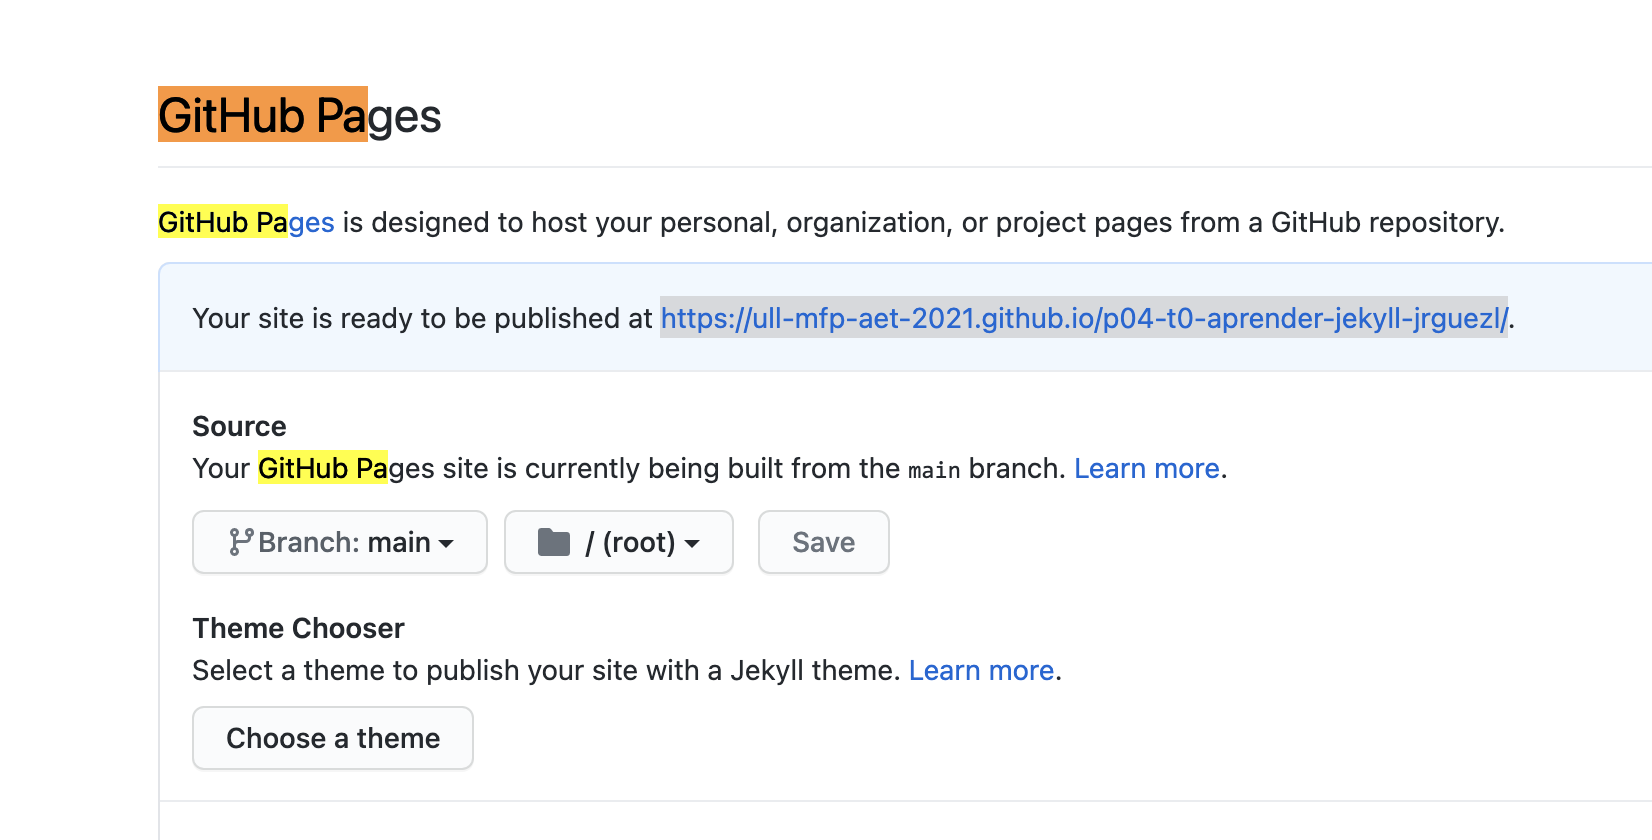 GitHub Pages
GitHub Pages is designed to host your personal, organization, or project pages from a GitHub repository.
Your site is ready to be published at https://ull-mfp-aet-2021.github.io/p04-t0-aprender-jekyll-jrguezl/.
Source
Your GitHub Pages site is currently being built from the main branch. Learn more.
Branch: main / (root) Save
Theme Chooser
Select a theme to publish your site with a Jekyll theme. Learn more.
Choose a theme